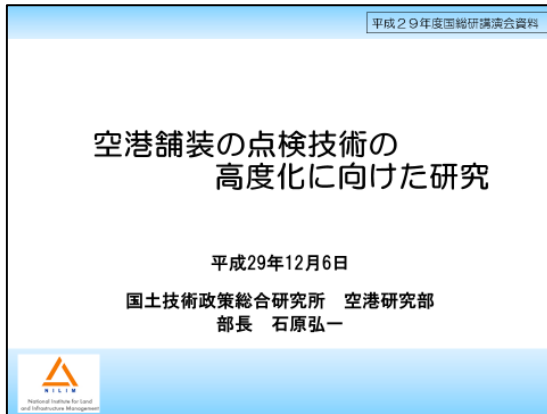 平成２９年度国総研講演会資料
空港舗装の点検技術の
高度化に向けた研究
平成29年12月6日
国土技術政策総合研究所　空港研究部
部長　石原弘一
NILIM
National Institute for Land
and Infrastructure Management